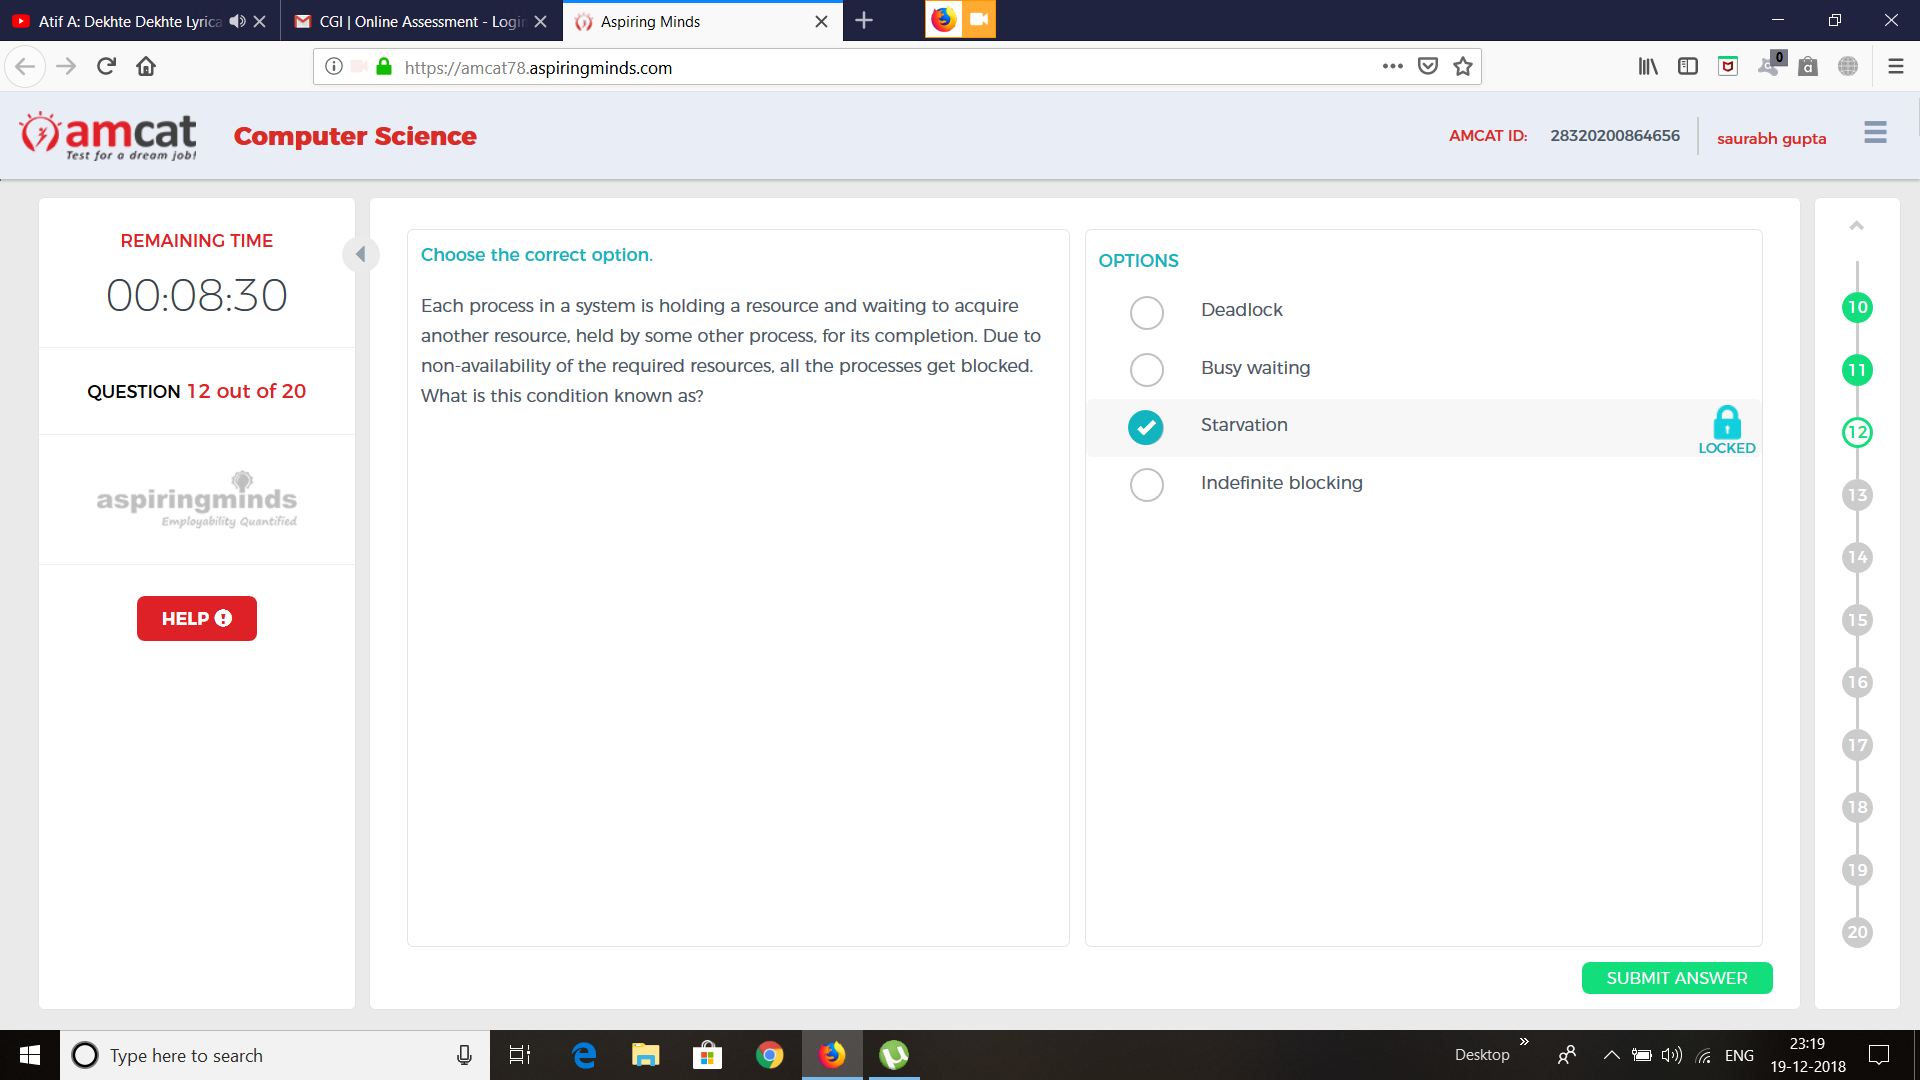 Atif A: Dekhte Dekhte Lyrica
CGI | Online Assessment - Login
Aspiring Minds
https://amcat78.aspiringminds.com
0
amcat
Test for a dream job!
Computer Science
AMCAT ID: 28320200864656
saurabh gupta
REMAINING TIME
00:08:30
QUESTION 12 out of 20
aspiringminds
Employability Quantified
HELP
Choose the correct option.
Each process in a system is holding a resource and waiting to acquire
another resource, held by some other process, for its completion. Due to
non-availability of the required resources, all the processes get blocked.
What is this condition known as?
OPTIONS
Deadlock
Busy waiting
Starvation
LOCKED
Indefinite blocking
10
11
12
13
14
15
16
17
18
19
20
SUBMIT ANSWER
Type here to search
Desktop
ENG
23:19
19-12-2018